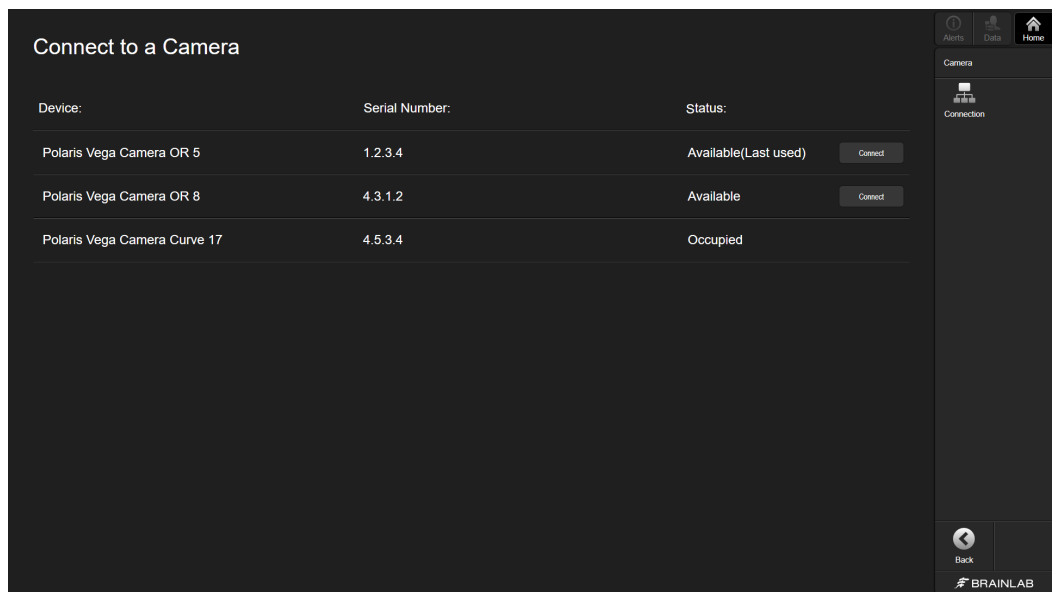 Connect to a Camera
Alerts Data Home
Camera
Connection
Device: Serial Number: Status:
Polaris Vega Camera OR 5 1.2.3.4 Available(Last used) Connect
Polaris Vega Camera OR 8 4.3.1.2 Available Connect
Polaris Vega Camera Curve 17 4.5.3.4 Occupied
Back
BRAINLAB